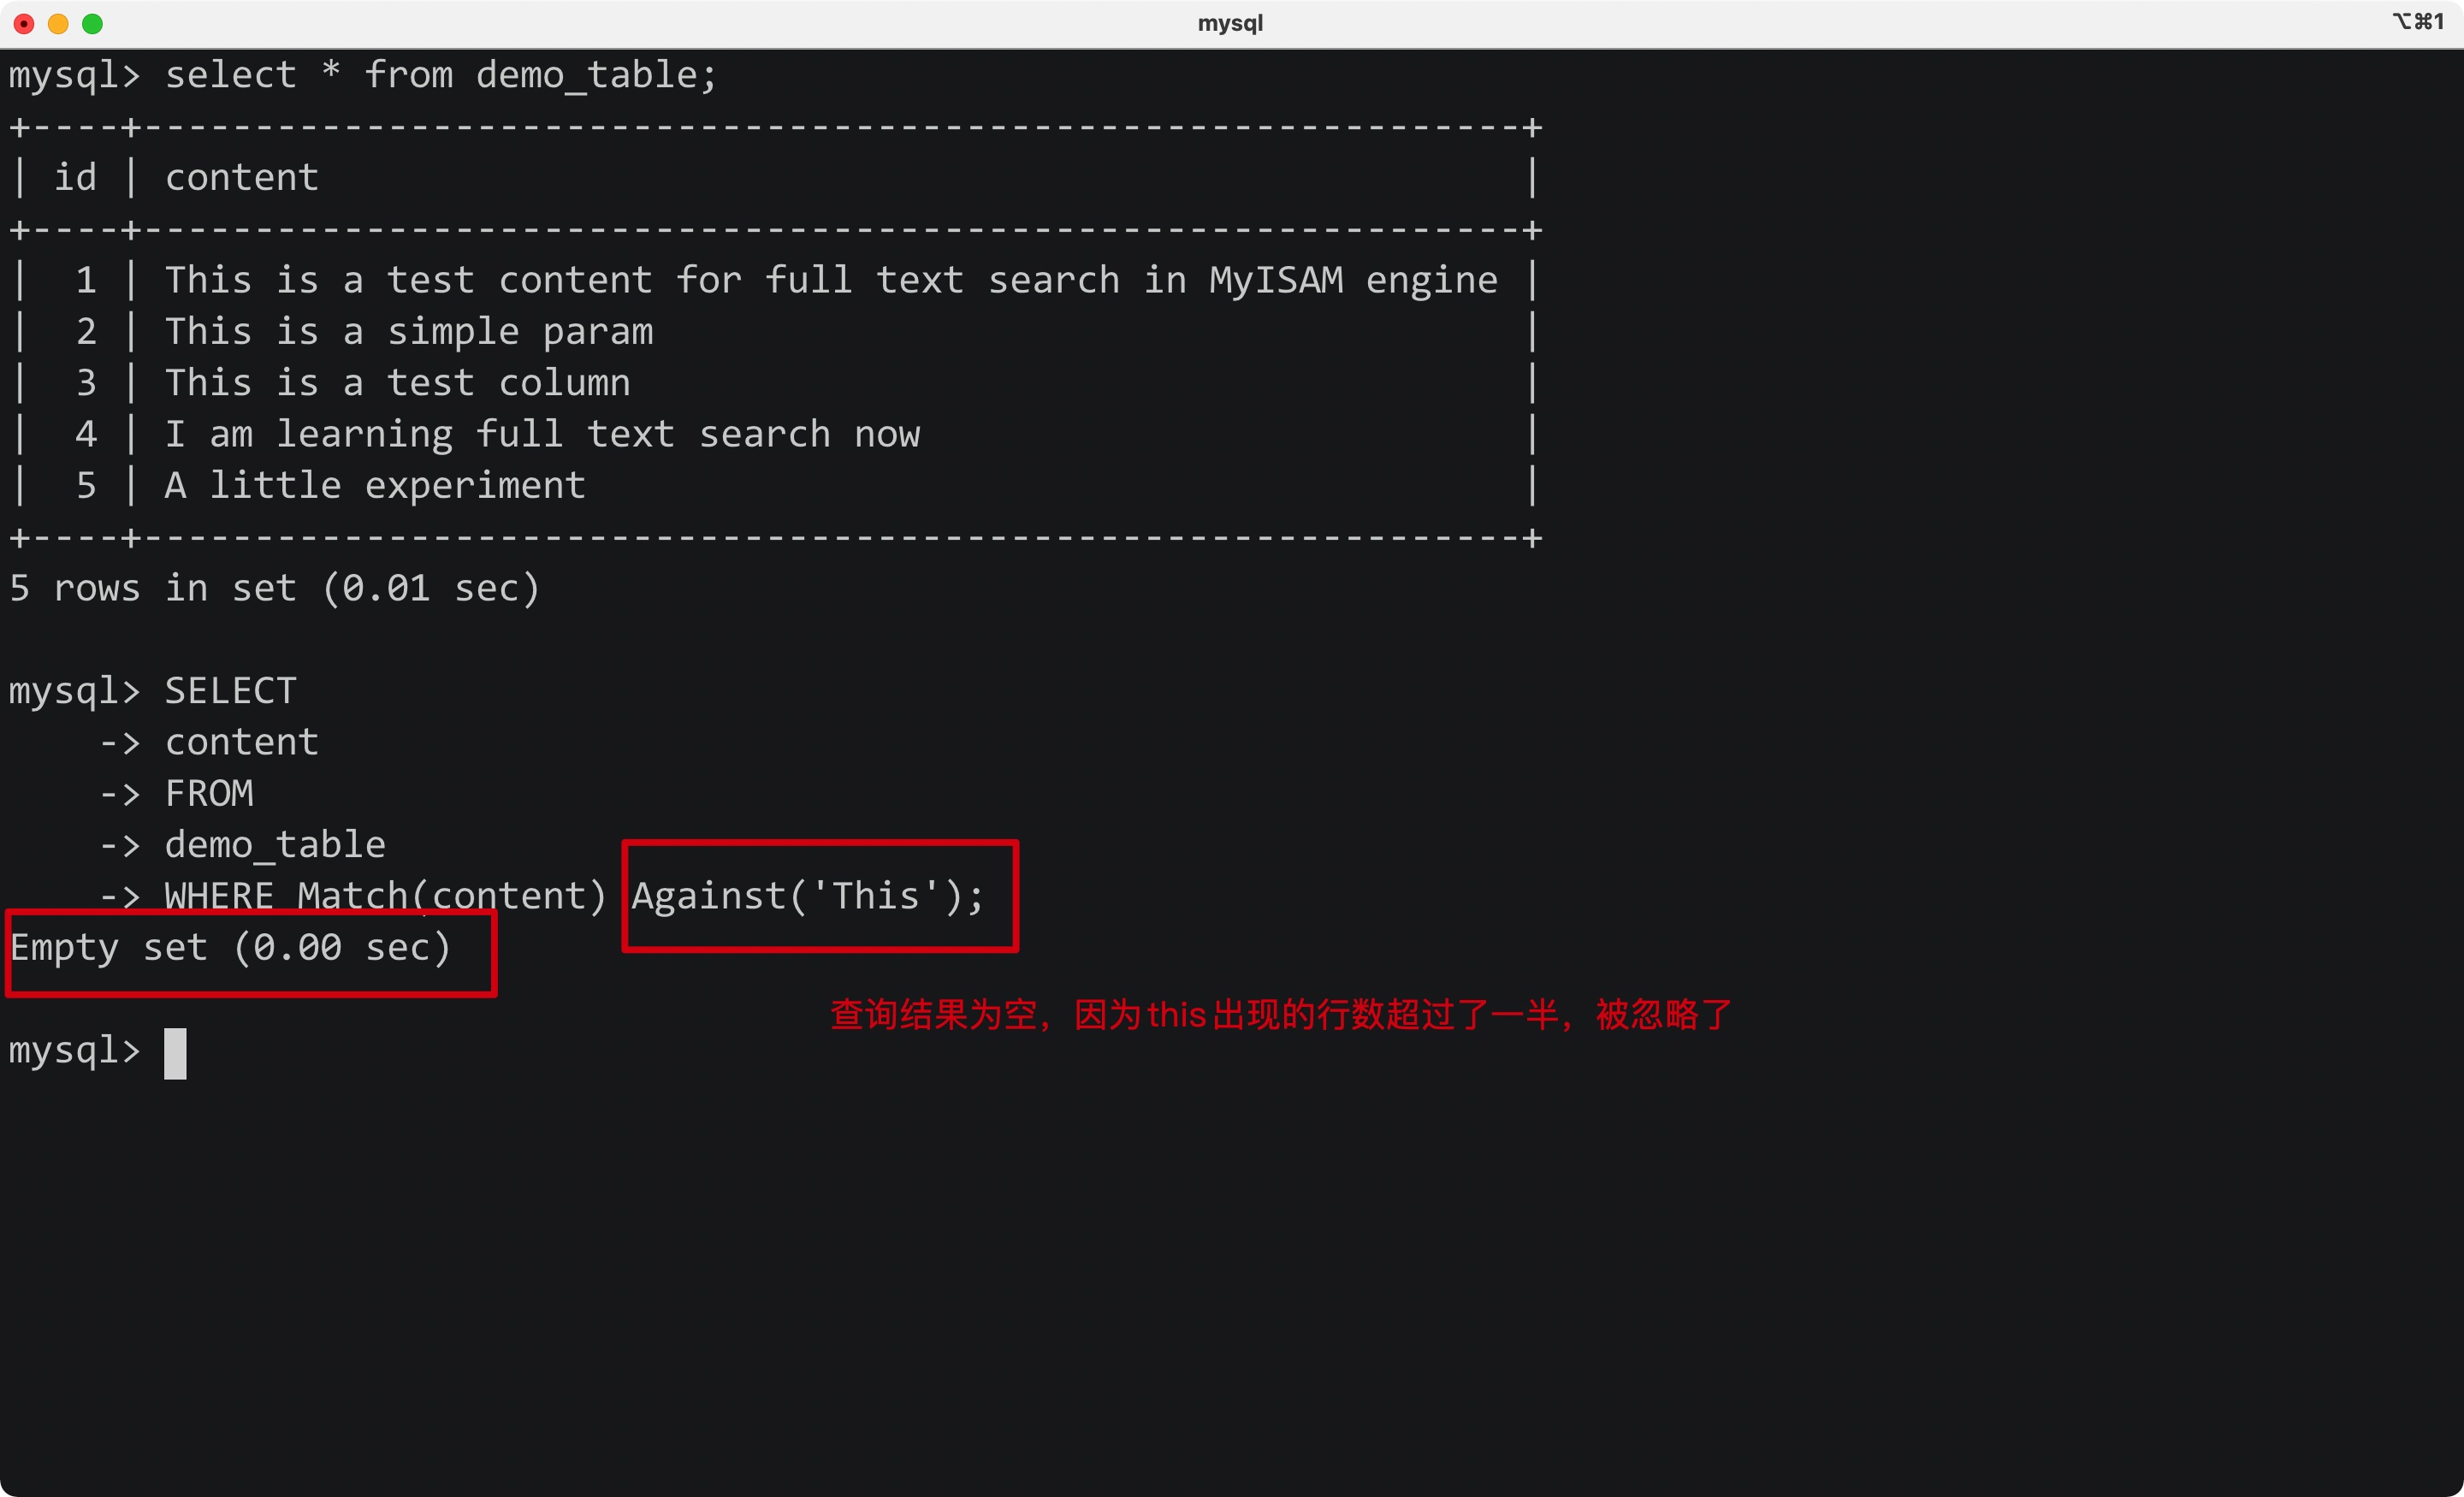 mysql
⌥⌘1
mysql> select * from demo_table;
+----+--------------------------------------------------------------+
| id | content                                                      |
+----+--------------------------------------------------------------+
|  1 | This is a test content for full text search in MyISAM engine |
|  2 | This is a simple param                                       |
|  3 | This is a test column                                        |
|  4 | I am learning full text search now                           |
|  5 | A little experiment                                          |
+----+--------------------------------------------------------------+
5 rows in set (0.01 sec)
mysql> SELECT
    -> content
    -> FROM
    -> demo_table
    -> WHERE Match(content) Against('This');
Empty set (0.00 sec)
查询结果为空，因为this出现的行数超过了一半，被忽略了
mysql>